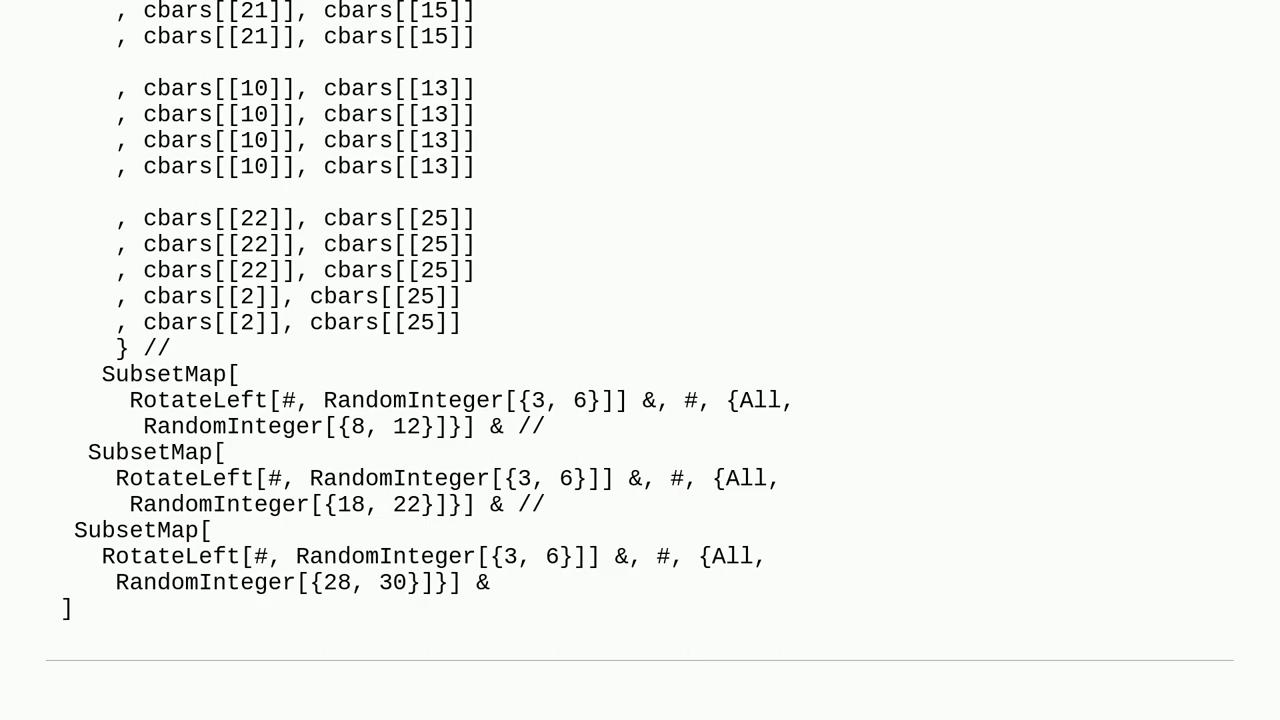 , cbars[[21]], cbars[[15]]
, cbars[[21]], cbars[[15]]
, cbars[[10]], cbars[[13]]
, cbars[[10]], cbars[[13]]
, cbars[[10]], cbars[[13]]
, cbars[[10]], cbars[[13]]
, cbars[[22]], cbars[[25]]
, cbars[[22]], cbars[[25]]
, cbars[[22]], cbars[[25]]
, cbars[[2]], cbars[[25]]
, cbars[[2]], cbars[[25]]
} //
SubsetMap[
RotateLeft[#, RandomInteger[{3, 6}]] &, #, {All,
RandomInteger[{8, 12}]}] & //
SubsetMap[
RotateLeft[#, RandomInteger[{3, 6}]] &, #, {All,
RandomInteger[{18, 22}]}] & //
SubsetMap[
RotateLeft[#, RandomInteger[{3, 6}]] &, #, {All,
RandomInteger[{28, 30}]}] &
]